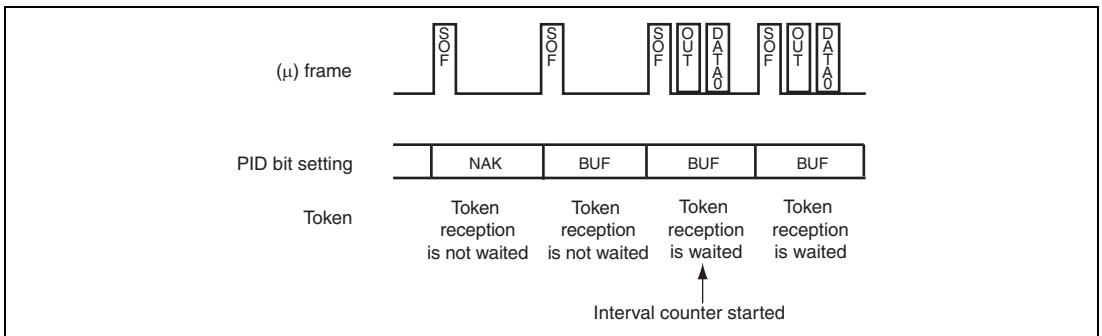 (μ) frame
SOF
SOF
SOF
OUT
DATA0
SOF
OUT
DATA0
PID bit setting
NAK
BUF
BUF
BUF
Token
Token
reception
is not waited
Token
reception
is not waited
Token
reception
is waited
Token
reception
is waited
Interval counter started